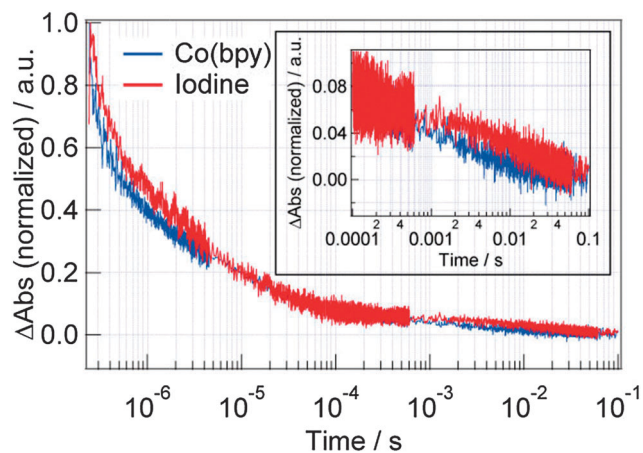 1.0
0.8
0.6
0.4
0.2
0.0
ΔAbs (normalized) / a.u.
Co(bpy)
Iodine
0.08
0.04
0.00
ΔAbs (normalized) / a.u.
2 4 2 4 2 4
0.0001 0.001 0.01 0.1
Time / s
10⁻⁶ 10⁻⁵ 10⁻⁴ 10⁻³ 10⁻² 10⁻¹
Time / s